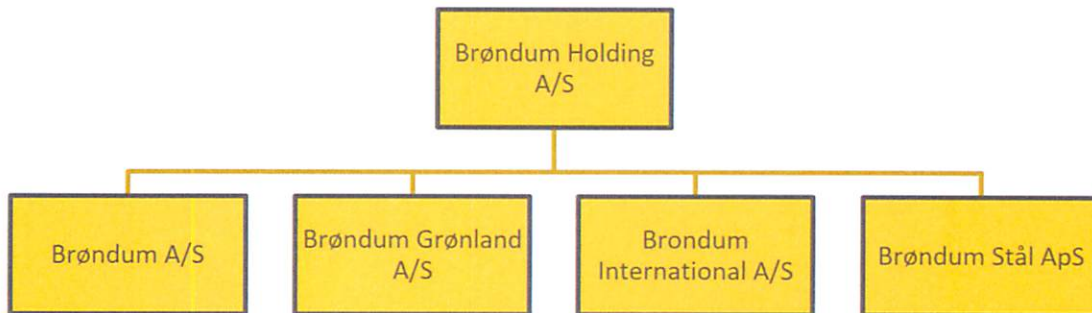 Brøndum Holding
A/S
Brøndum A/S
Brøndum Grønland
A/S
Brondum
International A/S
Brøndum Stål ApS